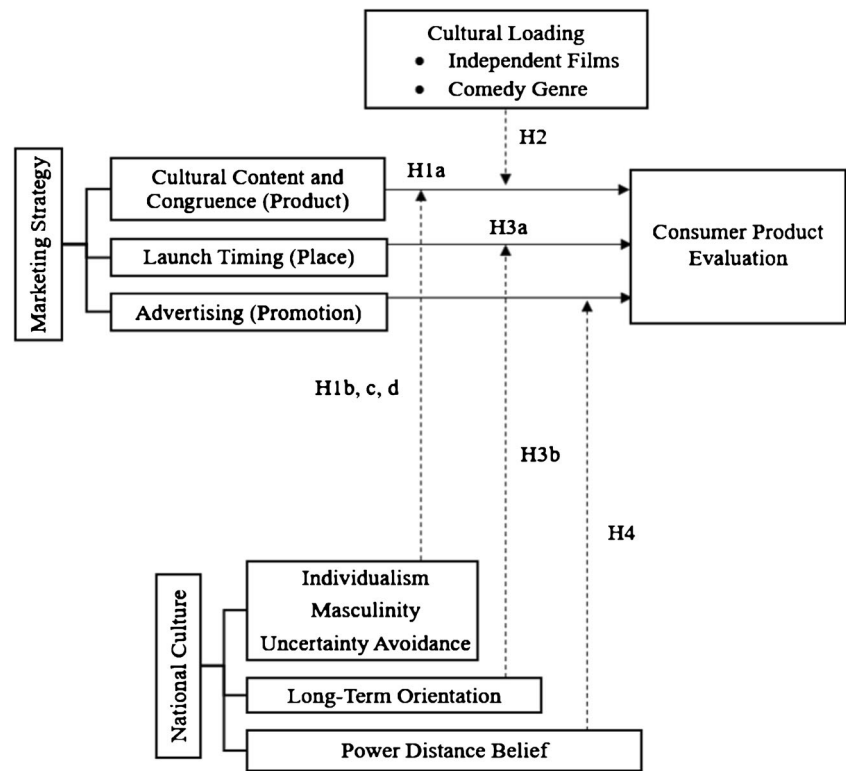 Cultural Loading
● Independent Films
● Comedy Genre
H2
Marketing Strategy
Cultural Content and
Congruence (Product)
H1a
Launch Timing (Place)
H3a
Advertising (Promotion)
Consumer Product
Evaluation
H1b, c, d
H3b
H4
National Culture
Individualism
Masculinity
Uncertainty Avoidance
Long-Term Orientation
Power Distance Belief